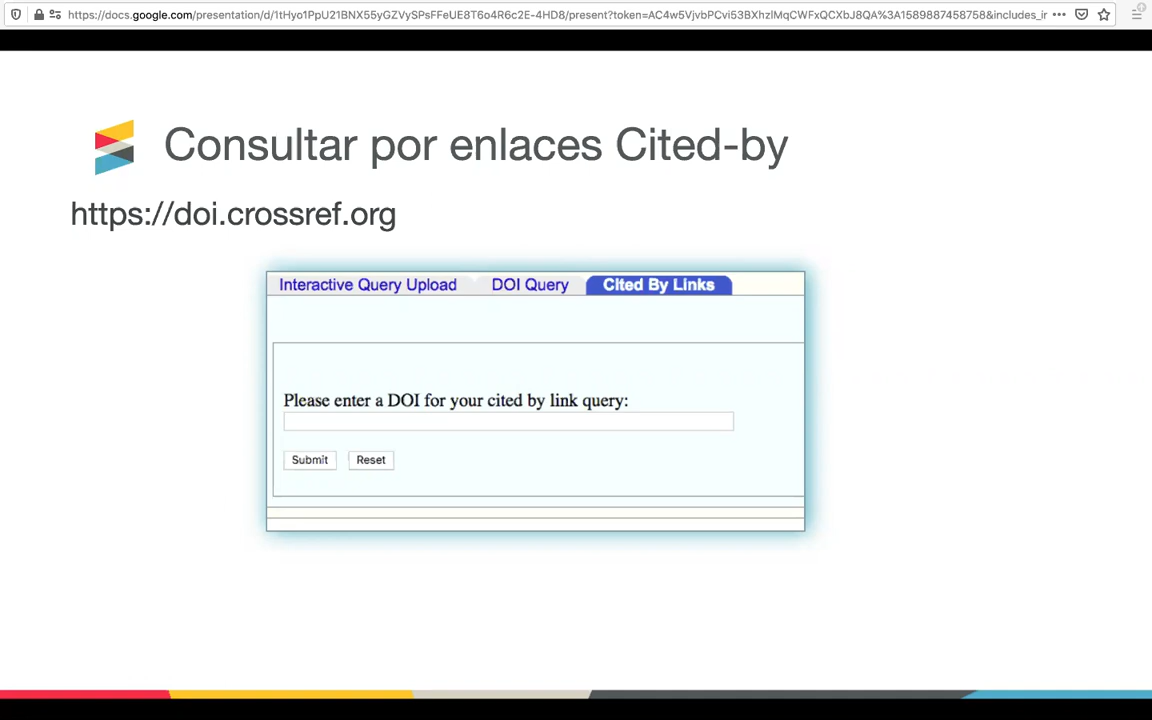 https://docs.google.com/presentation/d/1tHyo1PpU21BNX55yGZVySPsFFeUE8T6o4R6c2E-4HD8/present?token=AC4w5VjvbPCvi53BXhzlMqCWFxQCXbJ8QA%3A1589887458758&includes_ir
Consultar por enlaces Cited-by
https://doi.crossref.org
Interactive Query Upload DOI Query Cited By Links
Please enter a DOI for your cited by link query:
Submit Reset